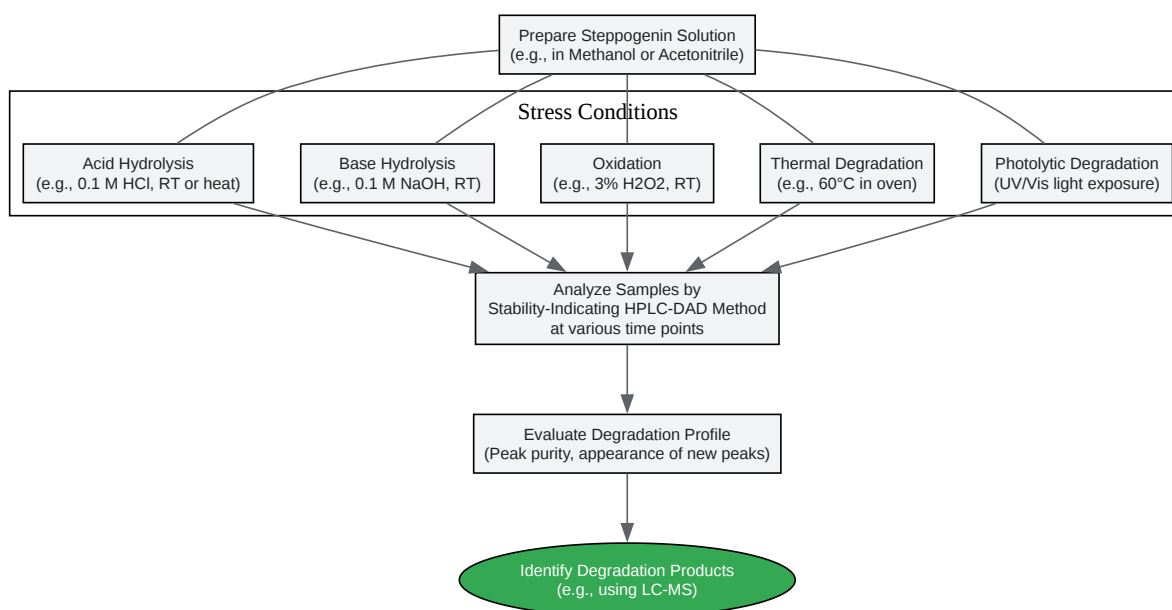 Prepare Steppogenin Solution
(e.g., in Methanol or Acetonitrile)
Stress Conditions
Acid Hydrolysis
(e.g., 0.1 M HCl, RT or heat)
Base Hydrolysis
(e.g., 0.1 M NaOH, RT)
Oxidation
(e.g., 3% H2O2, RT)
Thermal Degradation
(e.g., 60°C in oven)
Photolytic Degradation
(UV/Vis light exposure)
Analyze Samples by
Stability-Indicating HPLC-DAD Method
at various time points
Evaluate Degradation Profile
(Peak purity, appearance of new peaks)
Identify Degradation Products
(e.g., using LC-MS)